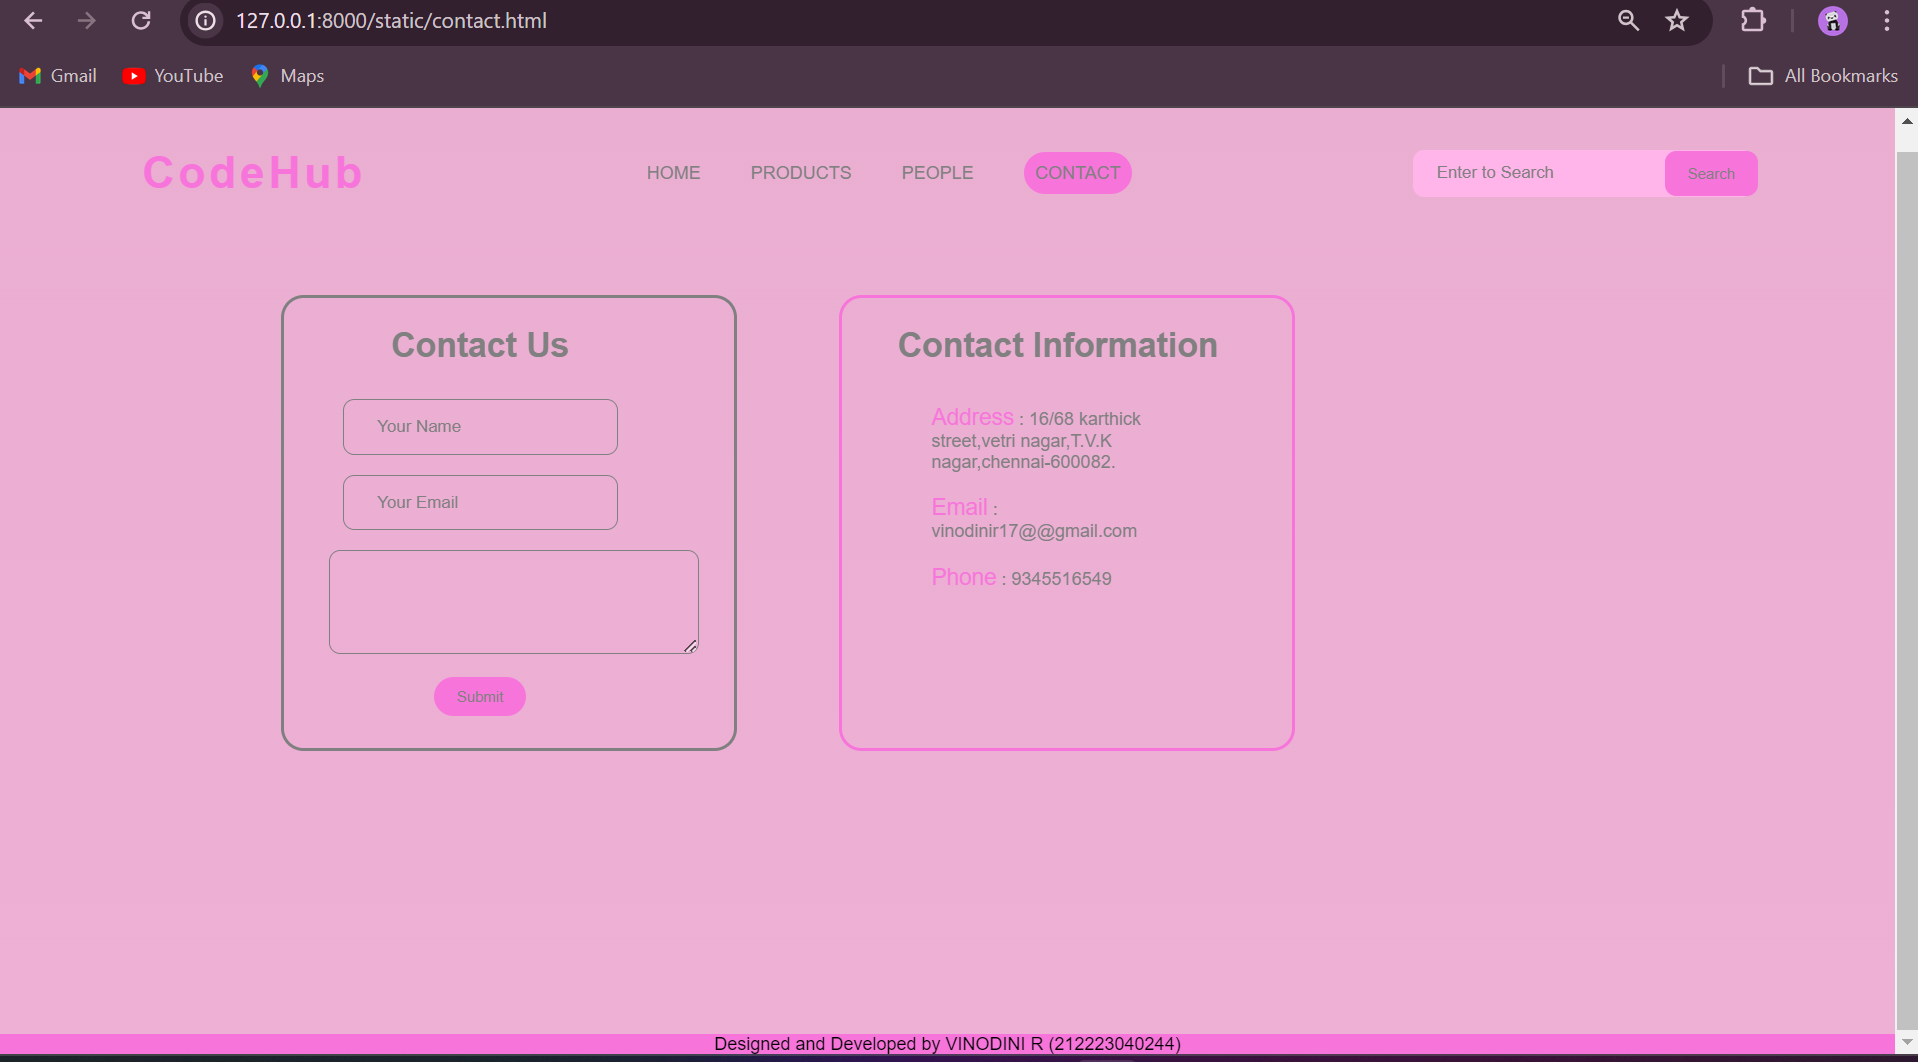 127.0.0.1:8000/static/contact.html
Gmail YouTube Maps All Bookmarks
CodeHub HOME PRODUCTS PEOPLE CONTACT Enter to Search Search
Contact Us
Your Name
Your Email
Submit
Contact Information
Address : 16/68 karthick
street,vetri nagar,T.V.K
nagar,chennai-600082.
Email :
vinodinir17@@gmail.com
Phone : 9345516549
Designed and Developed by VINODINI R (212223040244)